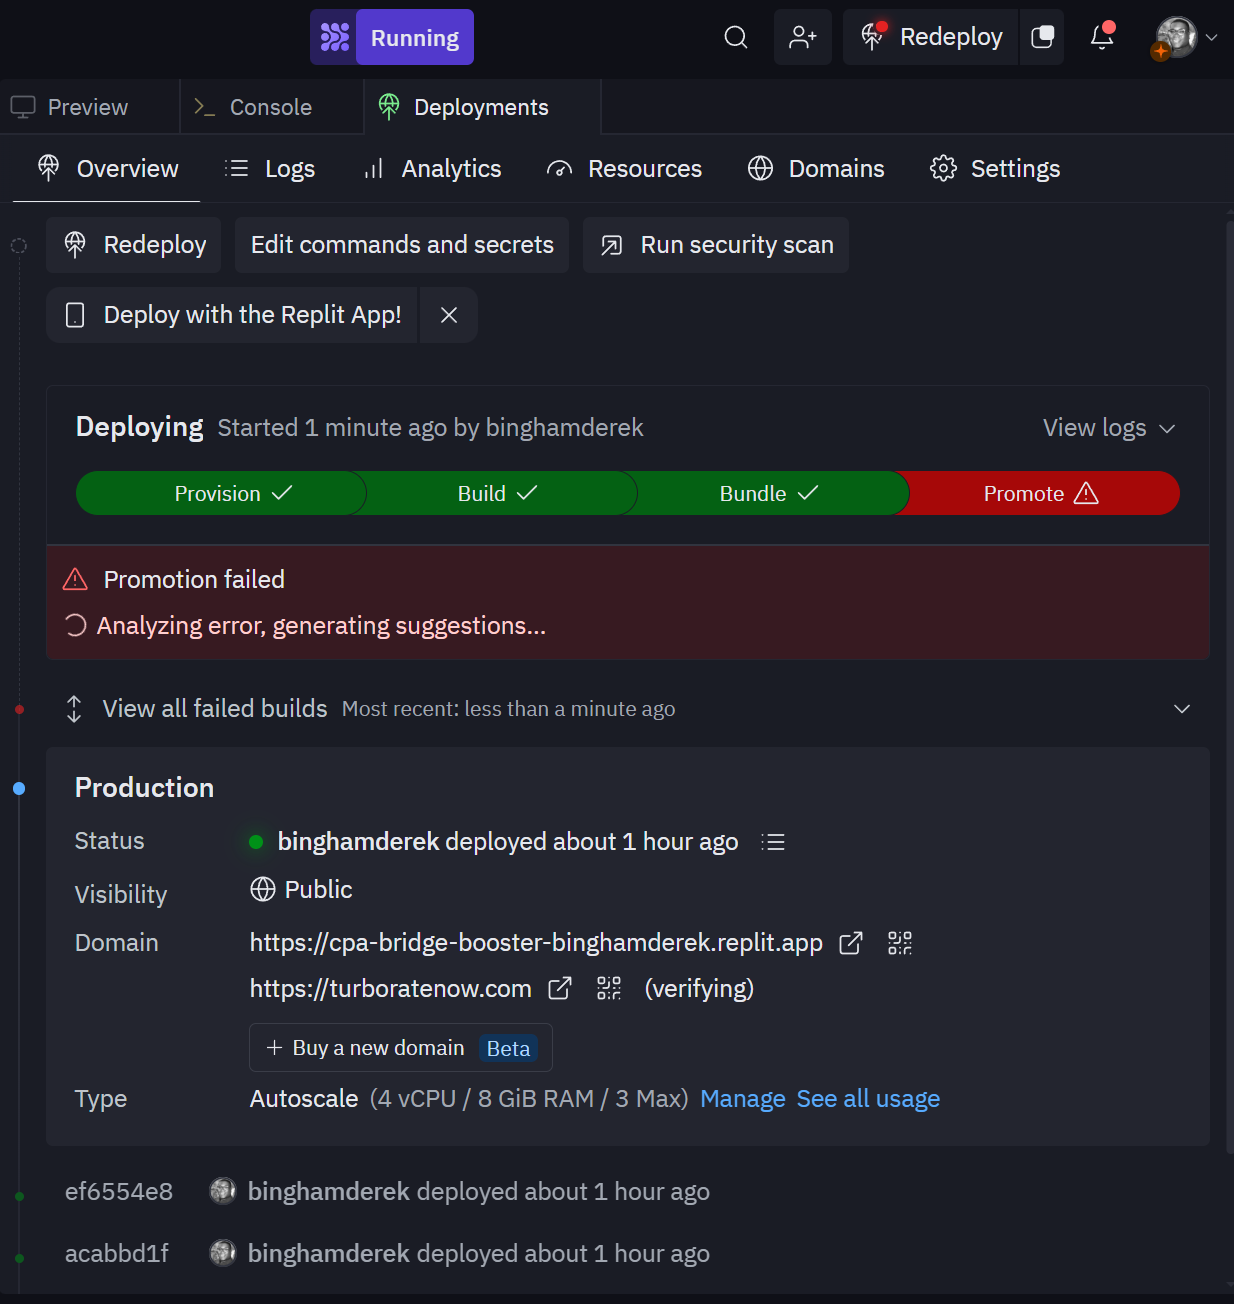 Running
Redeploy
Preview
Console
Deployments
Overview
Logs
Analytics
Resources
Domains
Settings
Redeploy
Edit commands and secrets
Run security scan
Deploy with the Replit App!
Deploying Started 1 minute ago by binghamderek
View logs
Provision
Build
Bundle
Promote
Promotion failed
Analyzing error, generating suggestions...
View all failed builds Most recent: less than a minute ago
Production
Status binghamderek deployed about 1 hour ago
Visibility Public
Domain https://cpa-bridge-booster-binghamderek.replit.app
https://turboratenow.com (verifying)
+ Buy a new domain Beta
Type Autoscale (4 vCPU / 8 GiB RAM / 3 Max) Manage See all usage
ef6554e8 binghamderek deployed about 1 hour ago
acabbd1f binghamderek deployed about 1 hour ago